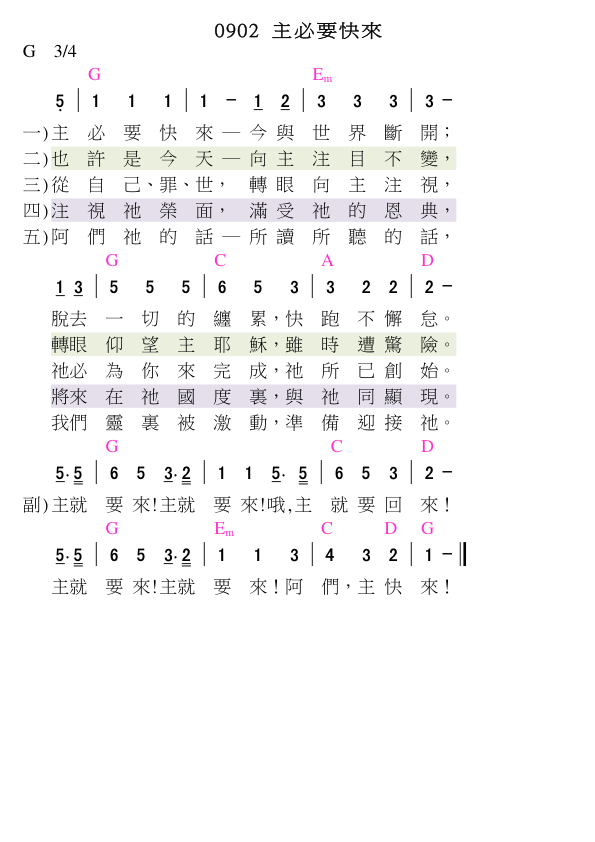 0902 主必要快來
G 3/4
G Em
5 | 1 1 1 | 1 – 1 2 | 3 3 3 | 3 –
一)主 必 要 快 來 — 今 與 世 界 斷 開；
二)也 許 是 今 天 — 向 主 注 目 不 變，
三)從 自 己、罪、世， 轉 眼 向 主 注 視，
四)注 視 祂 榮 面， 滿 受 祂 的 恩 典，
五)阿 們 祂 的 話 — 所 讀 所 聽 的 話，
G C A D
1 3 | 5 5 5 | 6 5 3 | 3 2 2 | 2 –
脫去 一 切 的 纏 累，快 跑 不 懈 怠。
轉眼 仰 望 主 耶 穌，雖 時 遭 驚 險。
祂必 為 你 來 完 成，祂 所 已 創 始。
將來 在 祂 國 度 裏，與 祂 同 顯 現。
我們 靈 裏 被 激 動，準 備 迎 接 祂。
G C D
5· 5 | 6 5 3· 2 | 1 1 5· 5 | 6 5 3 | 2 –
副)主就 要 來!主就 要 來!哦,主 就 要 回 來！
G Em C D G
5· 5 | 6 5 3· 2 | 1 1 3 | 4 3 2 | 1 – ‖
主就 要 來!主就 要 來！阿 們，主 快 來！